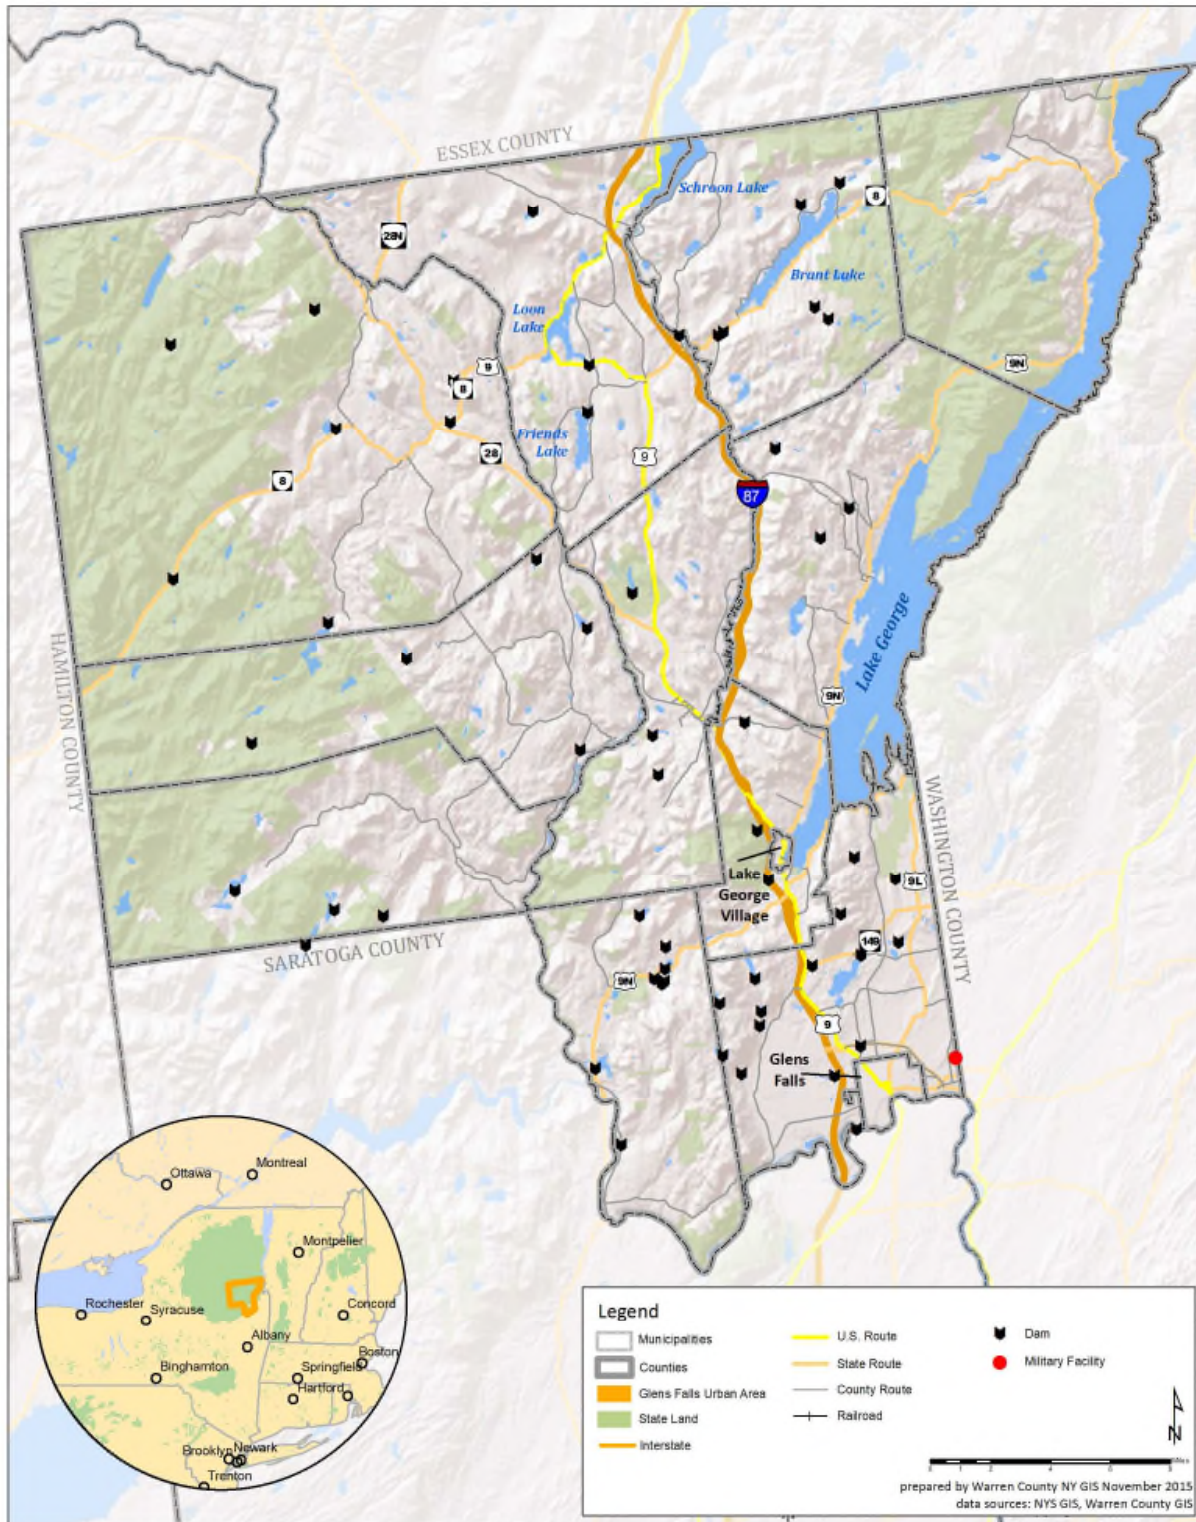 ESSEX COUNTY
Schroon Lake
8
28N
Brant Lake
Loon
Lake
9
9N
8
Friends
Lake
28
9
8
87
HAMILTON COUNTY
Lake George
9N
WASHINGTON COUNTY
Lake
George
Village
9L
SARATOGA COUNTY
149
9N
9
Glens
Falls
Ottawa
Montreal
Montpelier
Rochester
Syracuse
Concord
Albany
Boston
Binghamton
Springfield
Hartford
Brooklyn
Newark
Trenton
Legend
Municipalities
Counties
Glens Falls Urban Area
State Land
Interstate
U.S. Route
State Route
County Route
Railroad
Dam
Military Facility
N
prepared by Warren County NY GIS November 2015
data sources: NYS GIS, Warren County GIS